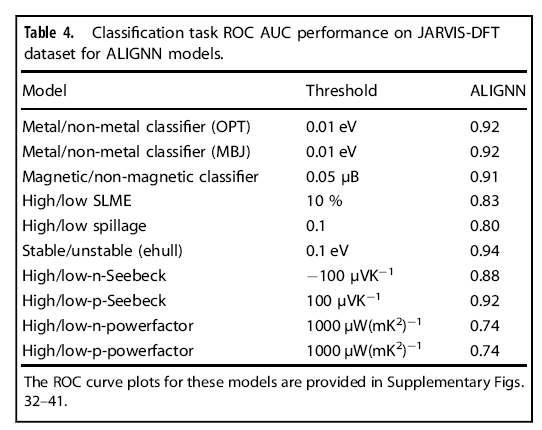 Table 4. Classification task ROC AUC performance on JARVIS-DFT
dataset for ALIGNN models.
Model Threshold ALIGNN
Metal/non-metal classifier (OPT) 0.01 eV 0.92
Metal/non-metal classifier (MBJ) 0.01 eV 0.92
Magnetic/non-magnetic classifier 0.05 µB 0.91
High/low SLME 10 % 0.83
High/low spillage 0.1 0.80
Stable/unstable (ehull) 0.1 eV 0.94
High/low-n-Seebeck −100 µVK⁻¹ 0.88
High/low-p-Seebeck 100 µVK⁻¹ 0.92
High/low-n-powerfactor 1000 µW(mK²)⁻¹ 0.74
High/low-p-powerfactor 1000 µW(mK²)⁻¹ 0.74
The ROC curve plots for these models are provided in Supplementary Figs.
32–41.